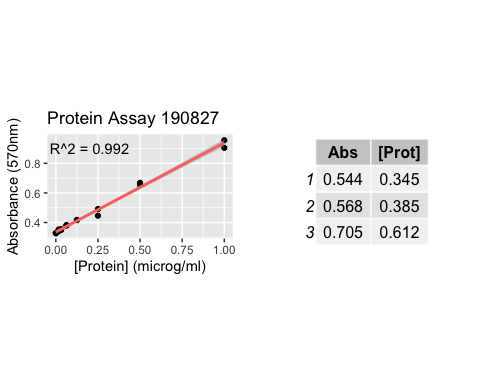 Protein Assay 190827
R^2 = 0.992
Absorbance (570nm)
0.8
0.6
0.4
0.00 0.25 0.50 0.75 1.00
[Protein] (microg/ml)
Abs [Prot]
1 0.544 0.345
2 0.568 0.385
3 0.705 0.612